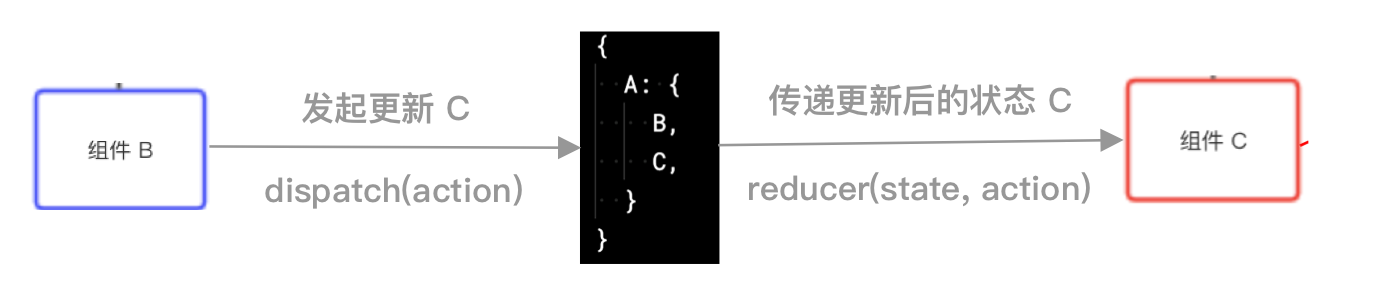 组件 B
发起更新 C
dispatch(action)
{
A: {
B,
C,
}
}
传递更新后的状态 C
reducer(state, action)
组件 C